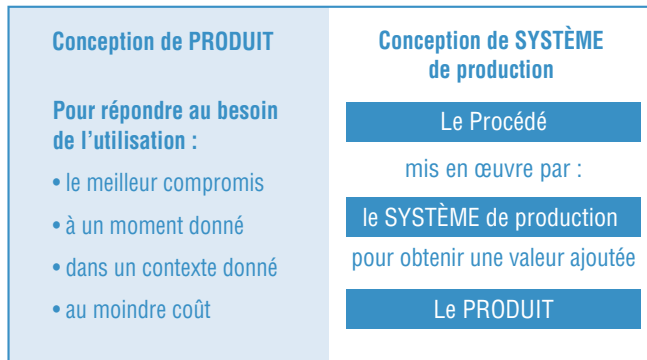 Conception de PRODUIT
Pour répondre au besoin
de l'utilisation :
• le meilleur compromis
• à un moment donné
• dans un contexte donné
• au moindre coût
Conception de SYSTÈME
de production
Le Procédé
mis en œuvre par :
le SYSTÈME de production
pour obtenir une valeur ajoutée
Le PRODUIT